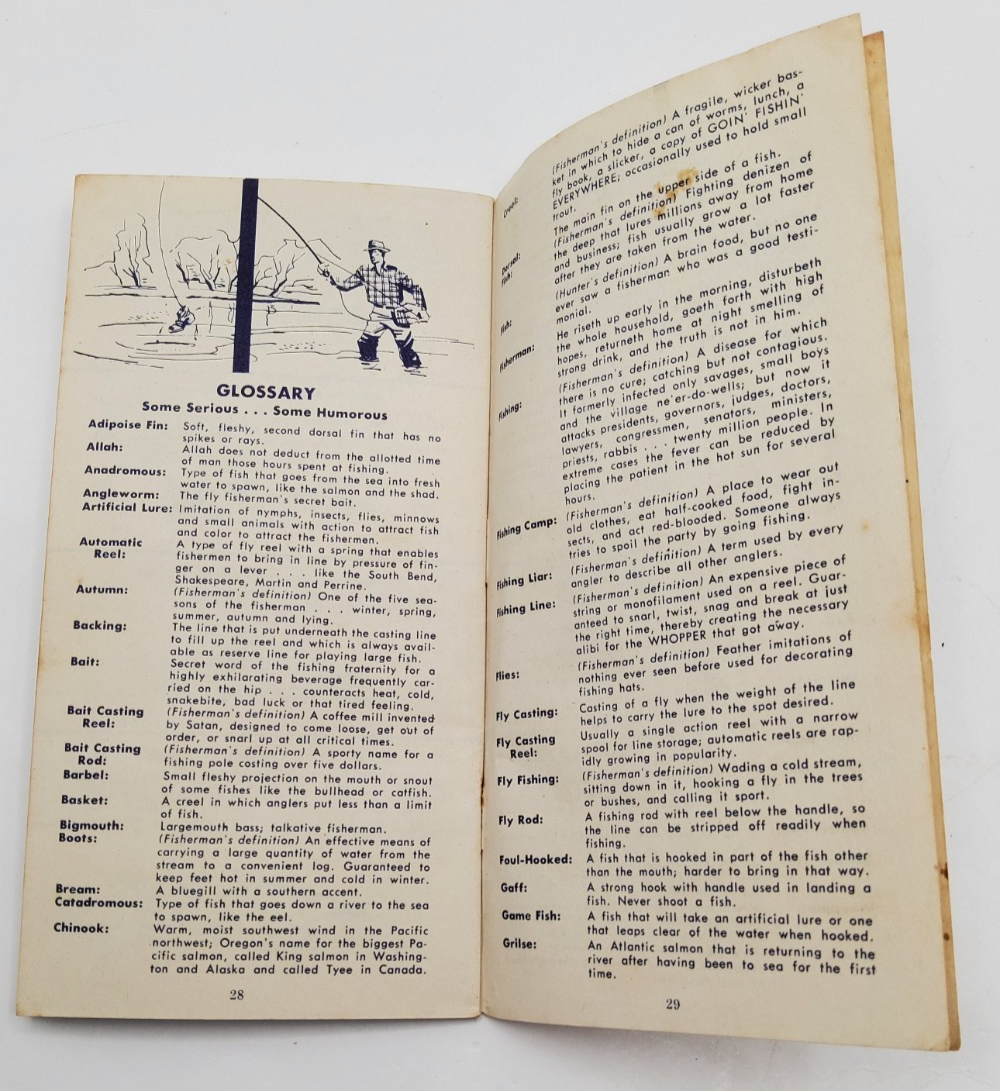 GLOSSARY
Some Serious . . . Some Humorous
Adipoise Fin: Soft, fleshy, second dorsal fin that has no
spikes or rays.
Allah: Allah does not deduct from the allotted time
of man those hours spent at fishing.
Anadromous: Type of fish that goes from the sea into fresh
water to spawn, like the salmon and the shad.
Angleworm: The fly fisherman's secret bait.
Artificial Lure: Imitation of nymphs, insects, flies, minnows
and small animals with action to attract fish
and color to attract the fishermen.
Automatic A type of fly reel with a spring that enables
Reel: fishermen to bring in line by pressure of fin-
ger on a lever . . . like the South Bend,
Shakespeare, Martin and Perrine.
Autumn: (Fisherman's definition) One of the five sea-
sons of the fisherman . . . winter, spring,
summer, autumn and lying.
Backing: The line that is put underneath the casting line
to fill up the reel and which is always avail-
able as reserve line for playing large fish.
Bait: Secret word of the fishing fraternity for a
highly exhilarating beverage frequently car-
ried on the hip . . . counteracts heat, cold,
snakebite, bad luck or that tired feeling.
Bait Casting (Fisherman's definition) A coffee mill invented
Reel: by Satan, designed to come loose, get out of
order, or snarl up at all critical times.
Bait Casting (Fisherman's definition) A sporty name for a
Rod: fishing pole costing over five dollars.
Barbel: Small fleshy projection on the mouth or snout
of some fishes like the bullhead or catfish.
Basket: A creel in which anglers put less than a limit
of fish.
Bigmouth: Largemouth bass; talkative fisherman.
Boots: (Fisherman's definition) An effective means of
carrying a large quantity of water from the
stream to a convenient log. Guaranteed to
keep feet hot in summer and cold in winter.
Bream: A bluegill with a southern accent.
Catadromous: Type of fish that goes down a river to the sea
to spawn, like the eel.
Chinook: Warm, moist southwest wind in the Pacific
northwest; Oregon's name for the biggest Pa-
cific salmon, called King salmon in Washing-
ton and Alaska and called Tyee in Canada.
28
Creel: (Fisherman's definition) A fragile, wicker bas-
ket in which to hide a can of worms, lunch, a
fly book, a slicker, a copy of GOIN' FISHIN'
EVERYWHERE; occasionally used to hold small
trout.
Dorsal: The main fin on the upper side of a fish.
Fish: (Fisherman's definition) Fighting denizen of
the deep that lures millions away from home
and business; fish usually grow a lot faster
after they are taken from the water.
Fish: (Hunter's definition) A brain food, but no one
ever saw a fisherman who was a good testi-
monial.
Fisherman: He riseth up early in the morning, disturbeth
the whole household, goeth forth with high
hopes, returneth home at night smelling of
strong drink, and the truth is not in him.
Fishing: (Fisherman's definition) A disease for which
there is no cure; catching but not contagious.
It formerly infected only savages, small boys
and the village ne'er-do-wells; but now it
attacks presidents, governors, judges, doctors,
lawyers, congressmen, senators, ministers,
priests, rabbis . . . twenty million people. In
extreme cases the fever can be reduced by
placing the patient in the hot sun for several
hours.
Fishing Camp: (Fisherman's definition) A place to wear out
old clothes, eat half-cooked food, fight in-
sects, and act red-blooded. Someone always
tries to spoil the party by going fishing.
Fishing Liar: (Fisherman's definition) A term used by every
angler to describe all other anglers.
Fishing Line: (Fisherman's definition) An expensive piece of
string or monofilament used on a reel. Guar-
anteed to snarl, twist, snag and break at just
the right time, thereby creating the necessary
alibi for the WHOPPER that got away.
Flies: (Fisherman's definition) Feather imitations of
nothing ever seen before used for decorating
fishing hats.
Fly Casting: Casting of a fly when the weight of the line
helps to carry the lure to the spot desired.
Fly Casting Usually a single action reel with a narrow
Reel: spool for line storage; automatic reels are rap-
idly growing in popularity.
Fly Fishing: (Fisherman's definition) Wading a cold stream,
sitting down in it, hooking a fly in the trees
or bushes, and calling it sport.
Fly Rod: A fishing rod with reel below the handle, so
the line can be stripped off readily when
fishing.
Foul-Hooked: A fish that is hooked in part of the fish other
than the mouth; harder to bring in that way.
Gaff: A strong hook with handle used in landing a
fish. Never shoot a fish.
Game Fish: A fish that will take an artificial lure or one
that leaps clear of the water when hooked.
Grilse: An Atlantic salmon that is returning to the
river after having been to sea for the first
time.
29